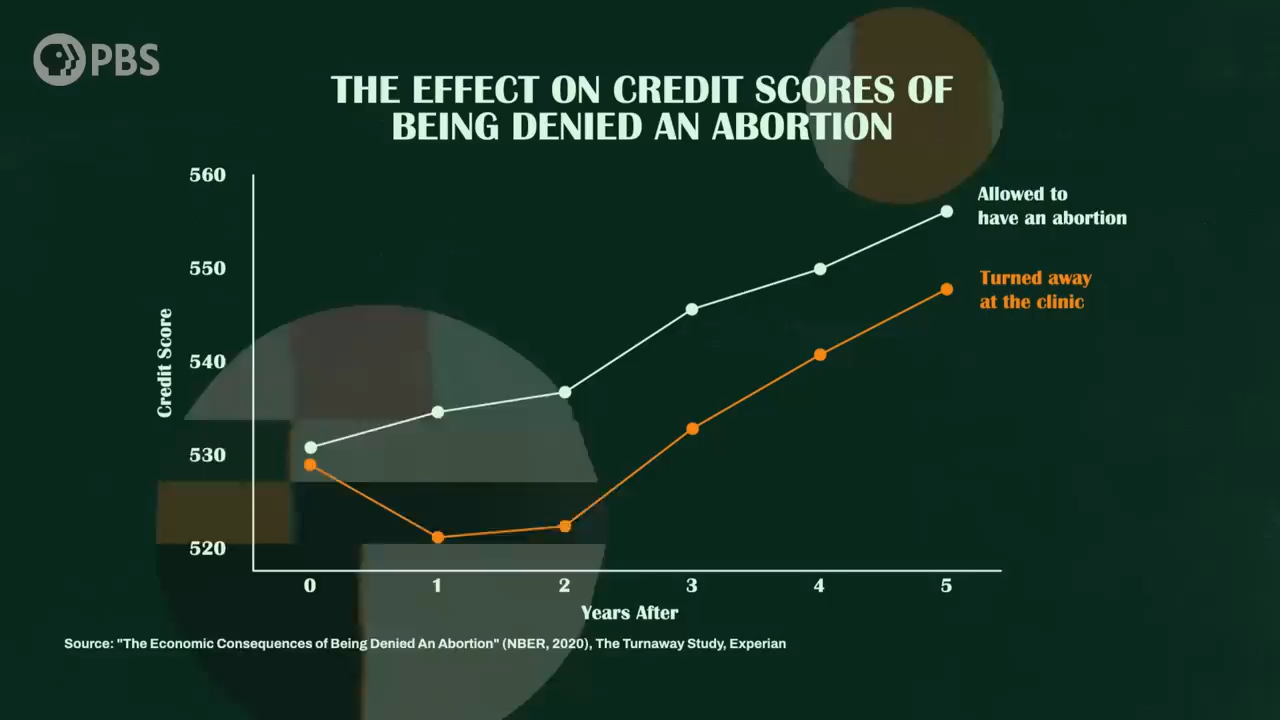 PBS
THE EFFECT ON CREDIT SCORES OF
BEING DENIED AN ABORTION
560
550
540
530
520
Credit Score
Allowed to
have an abortion
Turned away
at the clinic
0 1 2 3 4 5
Years After
Source: "The Economic Consequences of Being Denied An Abortion" (NBER, 2020), The Turnaway Study, Experian